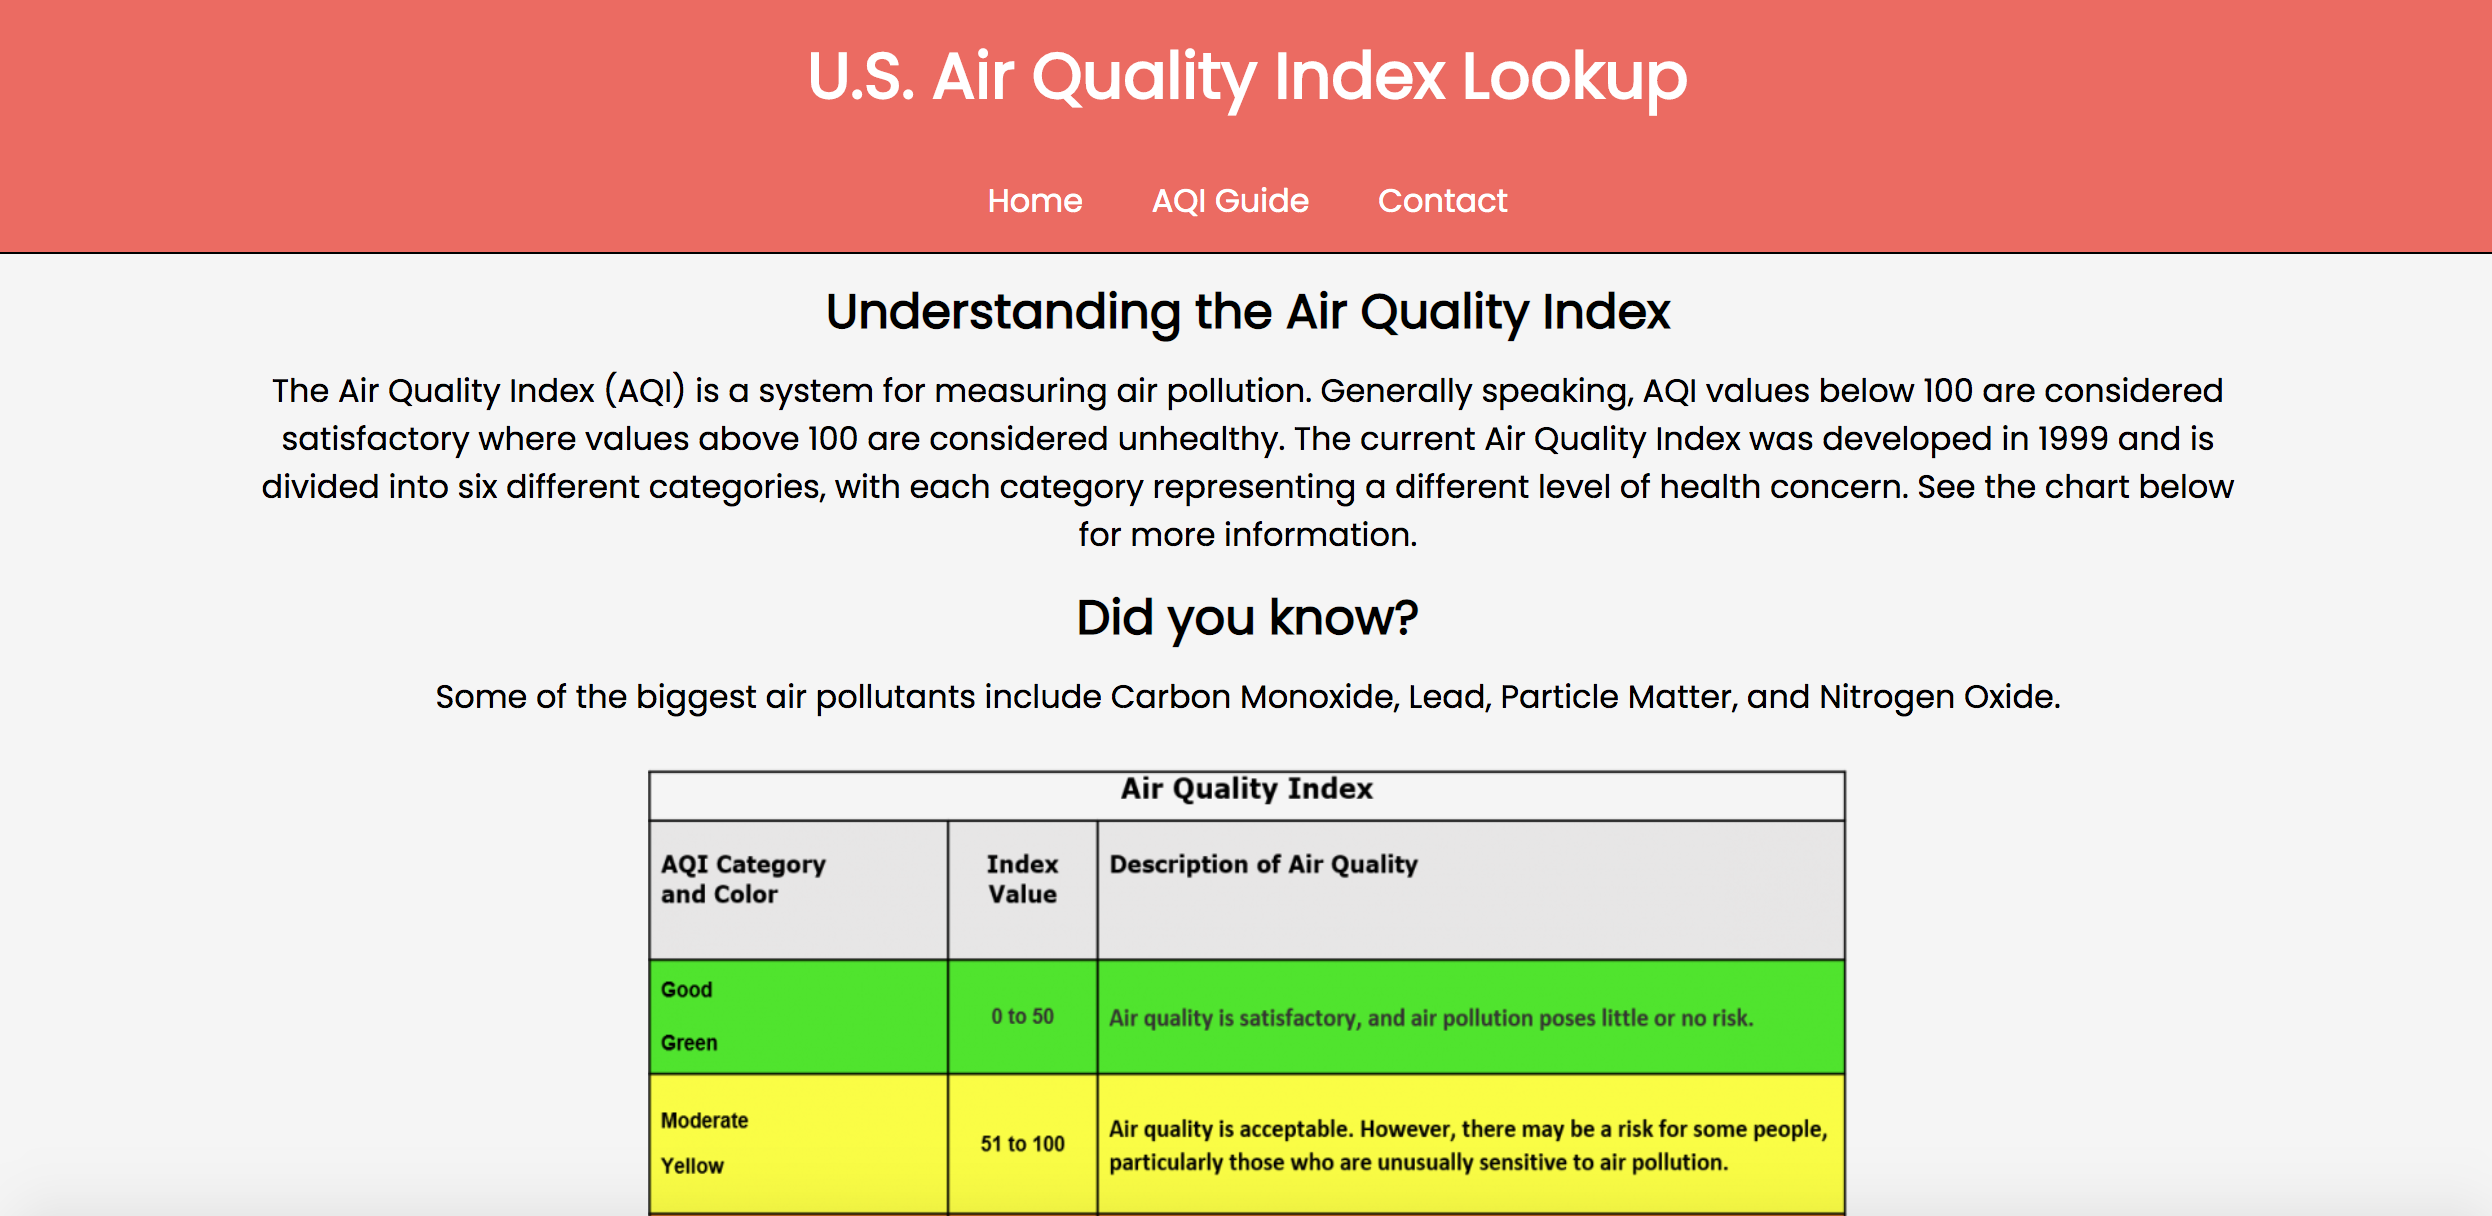 U.S. Air Quality Index Lookup
Home AQI Guide Contact
Understanding the Air Quality Index
The Air Quality Index (AQI) is a system for measuring air pollution. Generally speaking, AQI values below 100 are considered
satisfactory where values above 100 are considered unhealthy. The current Air Quality Index was developed in 1999 and is
divided into six different categories, with each category representing a different level of health concern. See the chart below
for more information.
Did you know?
Some of the biggest air pollutants include Carbon Monoxide, Lead, Particle Matter, and Nitrogen Oxide.
Air Quality Index
AQI Category
and Color
Index
Value
Description of Air Quality
Good
Green
0 to 50
Air quality is satisfactory, and air pollution poses little or no risk.
Moderate
Yellow
51 to 100
Air quality is acceptable. However, there may be a risk for some people,
particularly those who are unusually sensitive to air pollution.